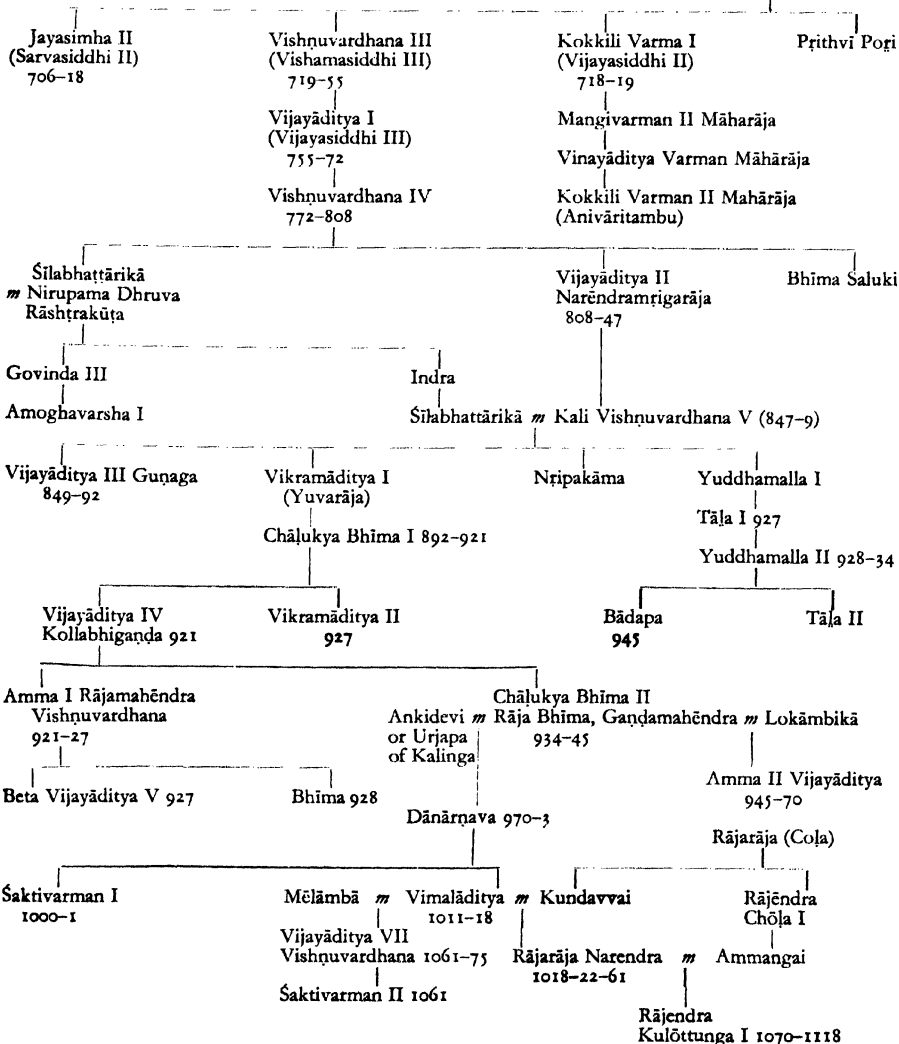 Jayasimha II
(Sarvasiddhi II)
706–18
Vishṇuvardhana III
(Vishamasiddhi III)
719–55
Kokkili Varma I
(Vijayasiddhi II)
718–19
Pṛithvi Pori
Vijayāditya I
(Vijayasiddhi III)
755–72
Mangivarman II Māharāja
Vinayāditya Varman Māhārāja
Vishṇuvardhana IV
772–808
Kokkili Varman II Mahārāja
(Anivāritambu)
Śīlabhaṭṭārikā
m Nirupama Dhruva
Rāshṭrakūṭa
Vijayāditya II
Narēndramṛigarāja
808–47
Bhīma Saluki
Govinda III
Indra
Amoghavarsha I
Śīlabhattārikā m Kali Vishṇuvardhana V (847–9)
Vijayāditya III Guṇaga
849–92
Vikramāditya I
(Yuvarāja)
Nṛipakāma
Yuddhamalla I
Chāḷukya Bhīma I 892–921
Tāḷa I 927
Yuddhamalla II 928–34
Vijayāditya IV
Kollabhigaṇḍa 921
Vikramāditya II
927
Bādapa
945
Tāḷa II
Amma I Rājamahēndra
Vishṇuvardhana
921–27
Chāḷukya Bhīma II
Ankidevi m Rāja Bhīma, Gaṇḍamahēndra m Lokāmbikā
or Urjapa
of Kalinga
934–45
Beta Vijayāditya V 927
Bhīma 928
Amma II Vijayāditya
945–70
Dānārṇava 970–3
Rājarāja (Coḷa)
Śaktivarman I
1000–1
Mēlāmbā m Vimalāditya m Kundavvai
1011–18
Rājēndra
Chōḷa I
Vijayāditya VII
Vishṇuvardhana 1061–75
Rājarāja Narendra m Ammangai
1018–22–61
Śaktivarman II 1061
Rājendra
Kulōttunga I 1070–1118